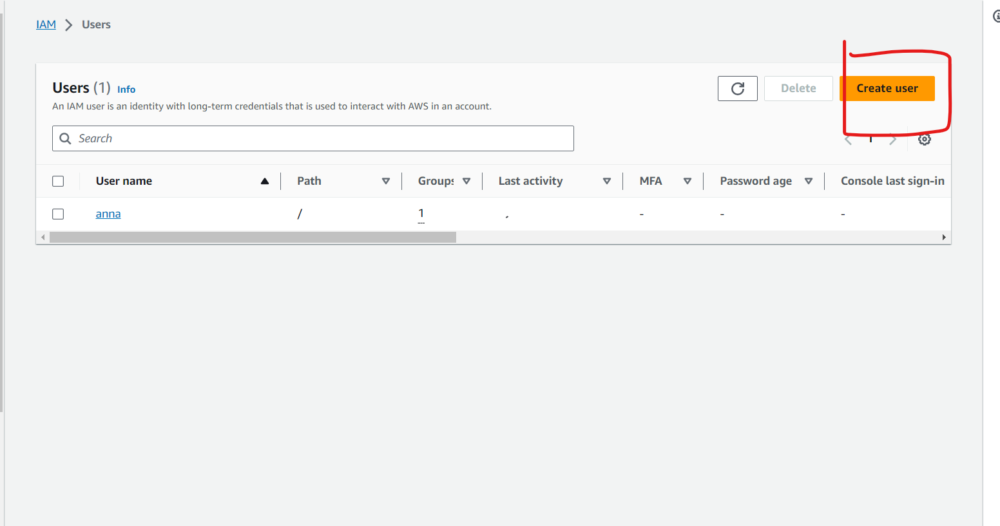 IAM > Users
Users (1) Info
Delete
Create user
An IAM user is an identity with long-term credentials that is used to interact with AWS in an account.
Search
1
User name Path Groups Last activity MFA Password age Console last sign-in
anna / 1 - - -